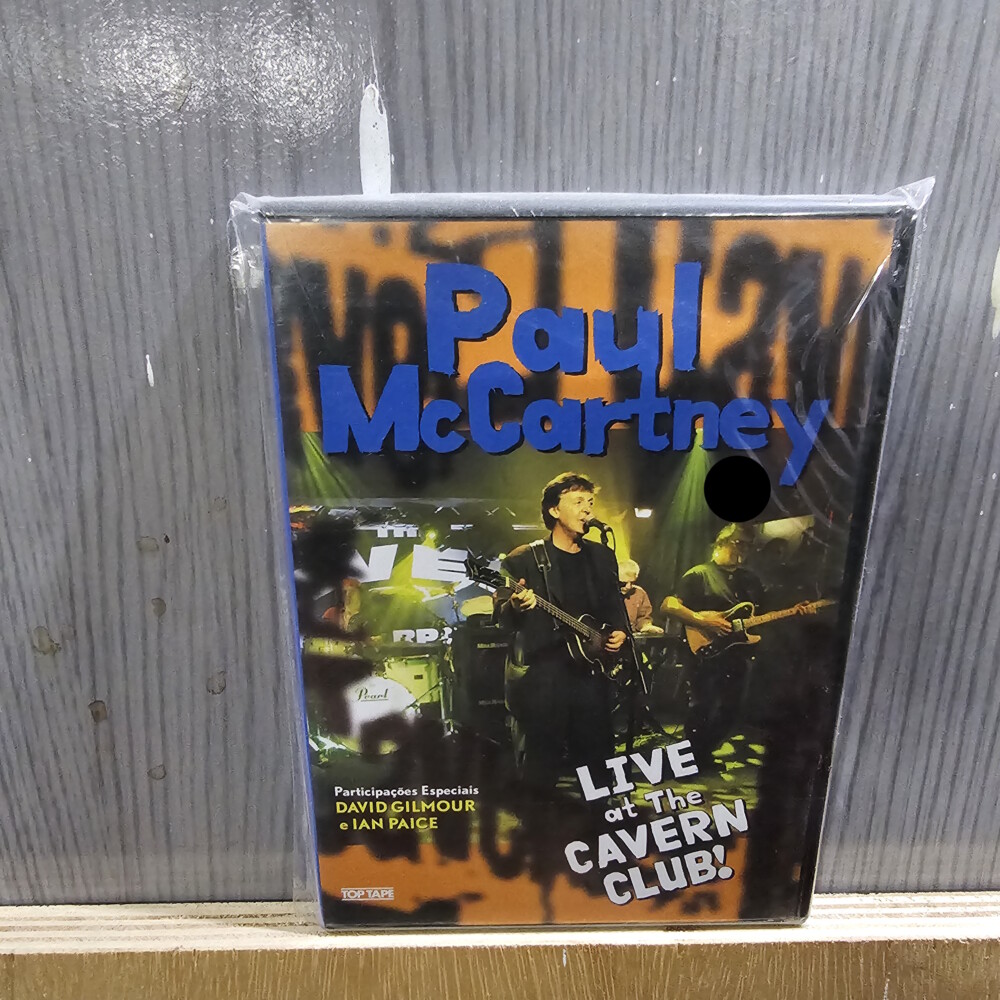 Paul
McCartney
Pearl
Participações Especiais
DAVID GILMOUR
e IAN PAICE
LIVE
at The
CAVERN
CLUB!
TOP TAPE